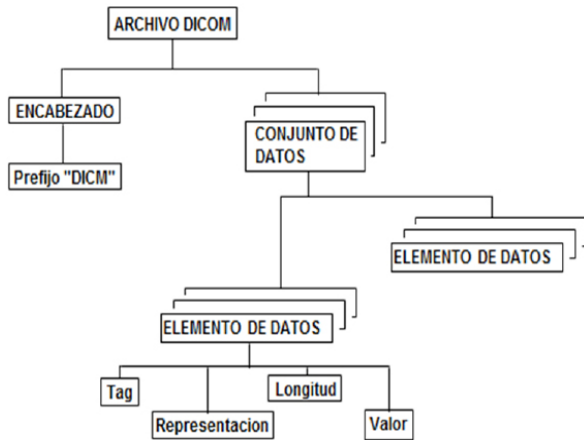 ARCHIVO DICOM
ENCABEZADO
CONJUNTO DE
DATOS
Prefijo "DICM"
ELEMENTO DE DATOS
ELEMENTO DE DATOS
Tag
Longitud
Representacion
Valor